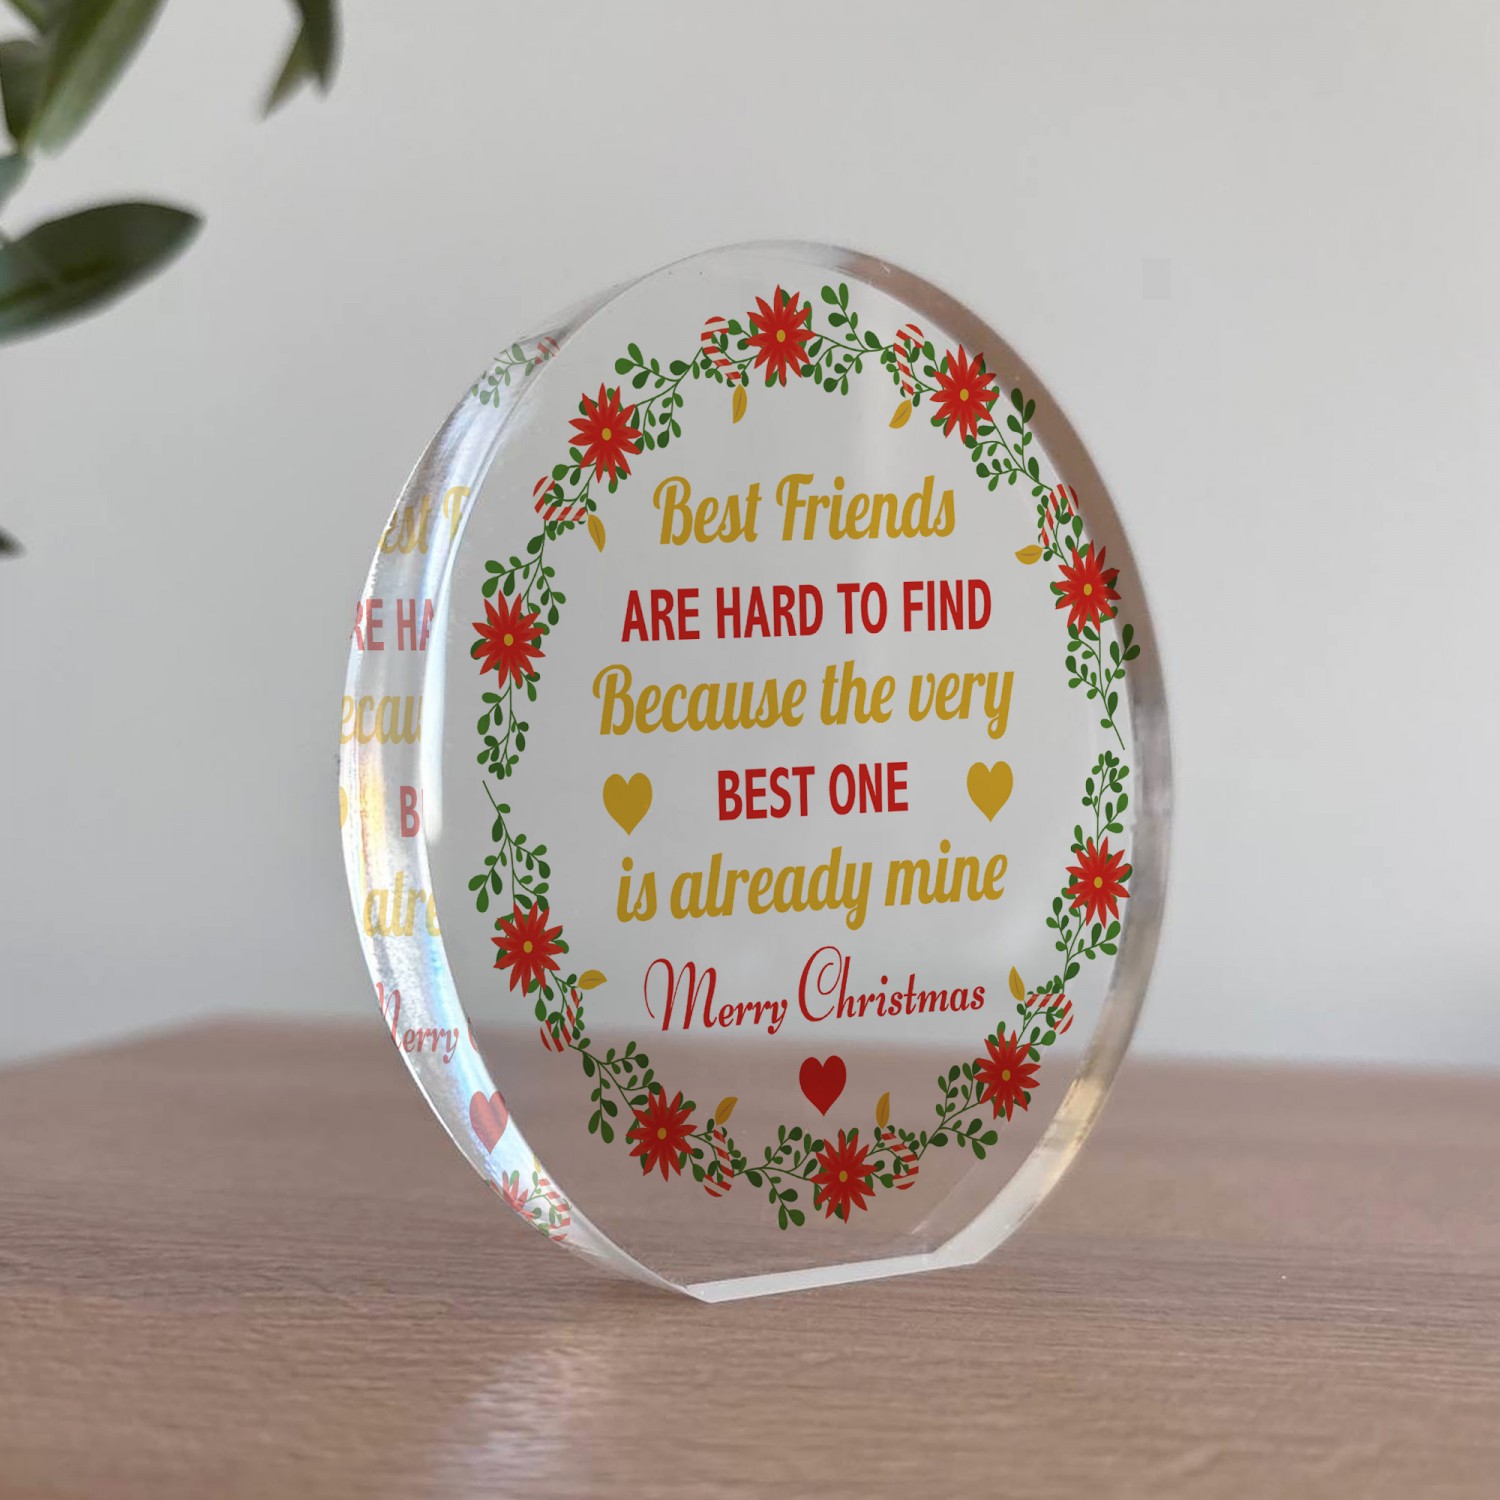 Best Friends
ARE HARD TO FIND
Because the very
BEST ONE
is already mine
Merry Christmas